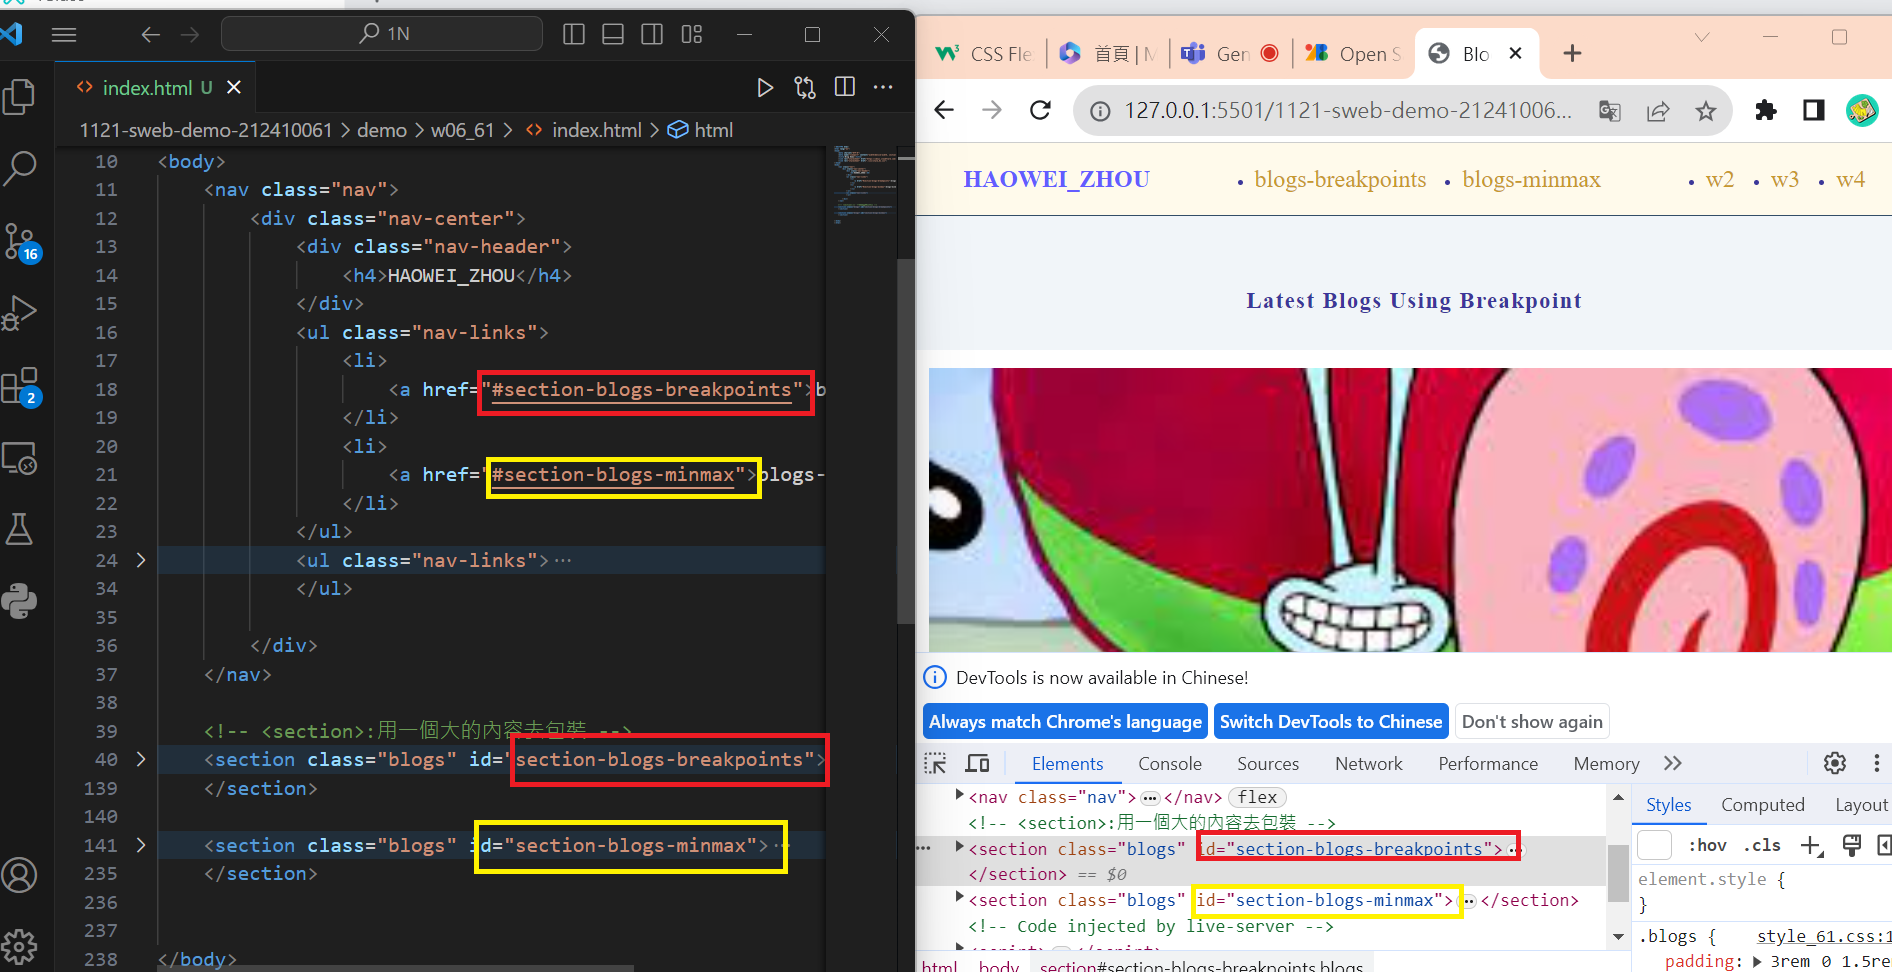 1N
index.html U
1121-sweb-demo-212410061 > demo > w06_61 > <> index.html > html
10 <body>
11 <nav class="nav">
12 <div class="nav-center">
13 <div class="nav-header">
14 <h4>HAOWEI_ZHOU</h4>
15 </div>
16 <ul class="nav-links">
17 <li>
18 <a href="#section-blogs-breakpoints">b
19 </li>
20 <li>
21 <a href="#section-blogs-minmax">blogs-
22 </li>
23 </ul>
24 <ul class="nav-links">…
34 </ul>
35
36 </div>
37 </nav>
38
39 <!-- <section>:用一個大的內容去包裝 -->
40 <section class="blogs" id="section-blogs-breakpoints">
139 </section>
140
141 <section class="blogs" id="section-blogs-minmax">…
235 </section>
236
237
238 </body>
16
2
CSS Fle
首頁 | M
Gen
Open S
Blo
127.0.0.1:5501/1121-sweb-demo-21241006...
HAOWEI_ZHOU
• blogs-breakpoints • blogs-minmax
• w2 • w3 • w4
Latest Blogs Using Breakpoint
DevTools is now available in Chinese!
Always match Chrome's language
Switch DevTools to Chinese
Don't show again
Elements Console Sources Network Performance Memory
<nav class="nav">…</nav> flex
<!-- <section>:用一個大的內容去包裝 -->
<section class="blogs" id="section-blogs-breakpoints">…
</section> == $0
<section class="blogs" id="section-blogs-minmax">…</section>
<!-- Code injected by live-server -->
<script>…</script>
html body section#section-blogs-breakpoints.blogs
Styles Computed Layout
:hov .cls
element.style {
}
.blogs { style_61.css:1
padding: 3rem 0 1.5re